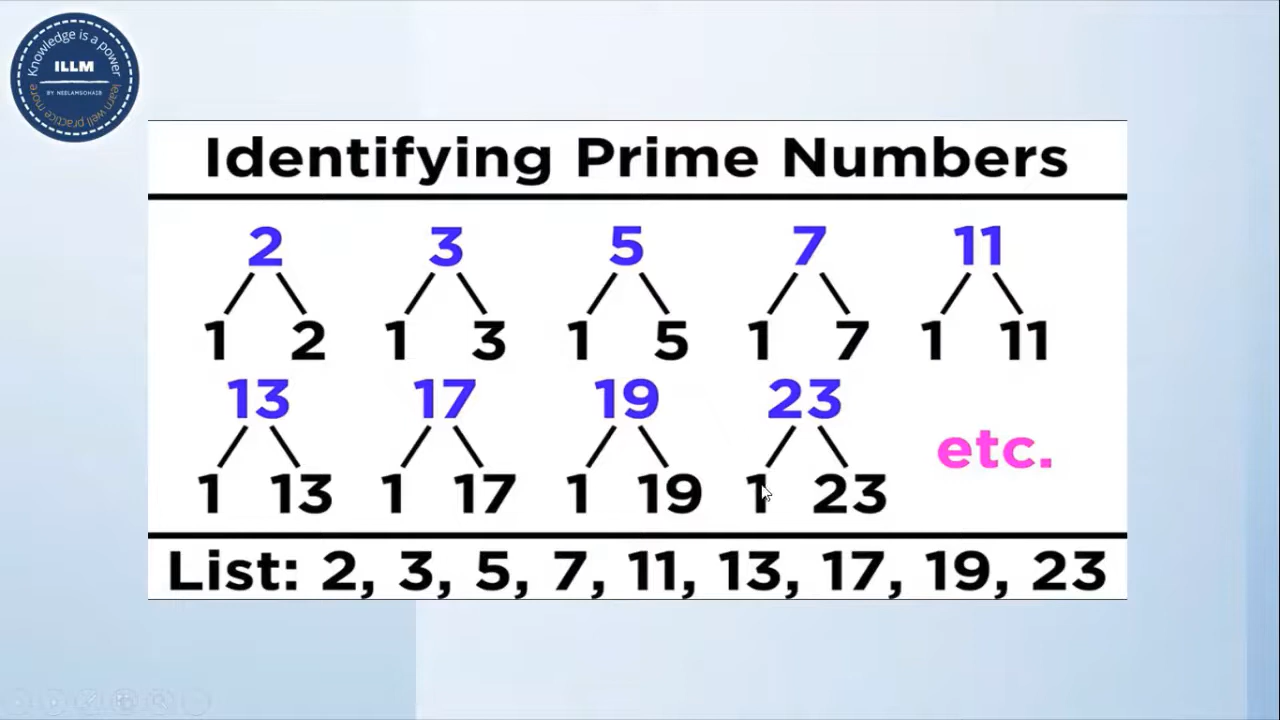 Knowledge is a power
ILLM
BY NEELAMSOHAIB
learn well practice more
Identifying Prime Numbers
2 3 5 7 11
1 2 1 3 1 5 1 7 1 11
13 17 19 23
etc.
1 13 1 17 1 19 1 23
List: 2, 3, 5, 7, 11, 13, 17, 19, 23